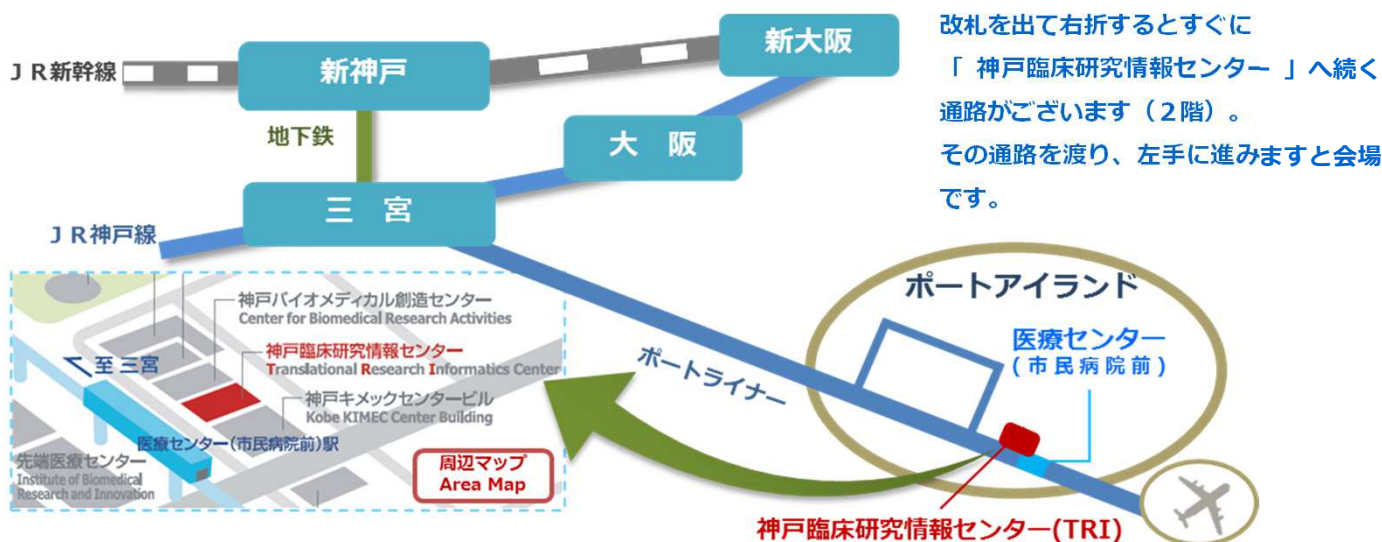 改札を出て右折するとすぐに
「 神戸臨床研究情報センター 」へ続く
通路がございます（２階）。
その通路を渡り、左手に進みますと会場
です。
新大阪
ＪＲ新幹線
新神戸
地下鉄
大　阪
三　宮
ＪＲ神戸線
ポートアイランド
医療センター
(市民病院前)
ポートライナー
神戸臨床研究情報センター(TRI)
神戸バイオメディカル創造センター
Center for Biomedical Research Activities
至 三宮
神戸臨床研究情報センター
Translational Research Informatics Center
神戸キメックセンタービル
Kobe KIMEC Center Building
医療センター(市民病院前)駅
先端医療センター
Institute of Biomedical
Research and Innovation
周辺マップ
Area Map